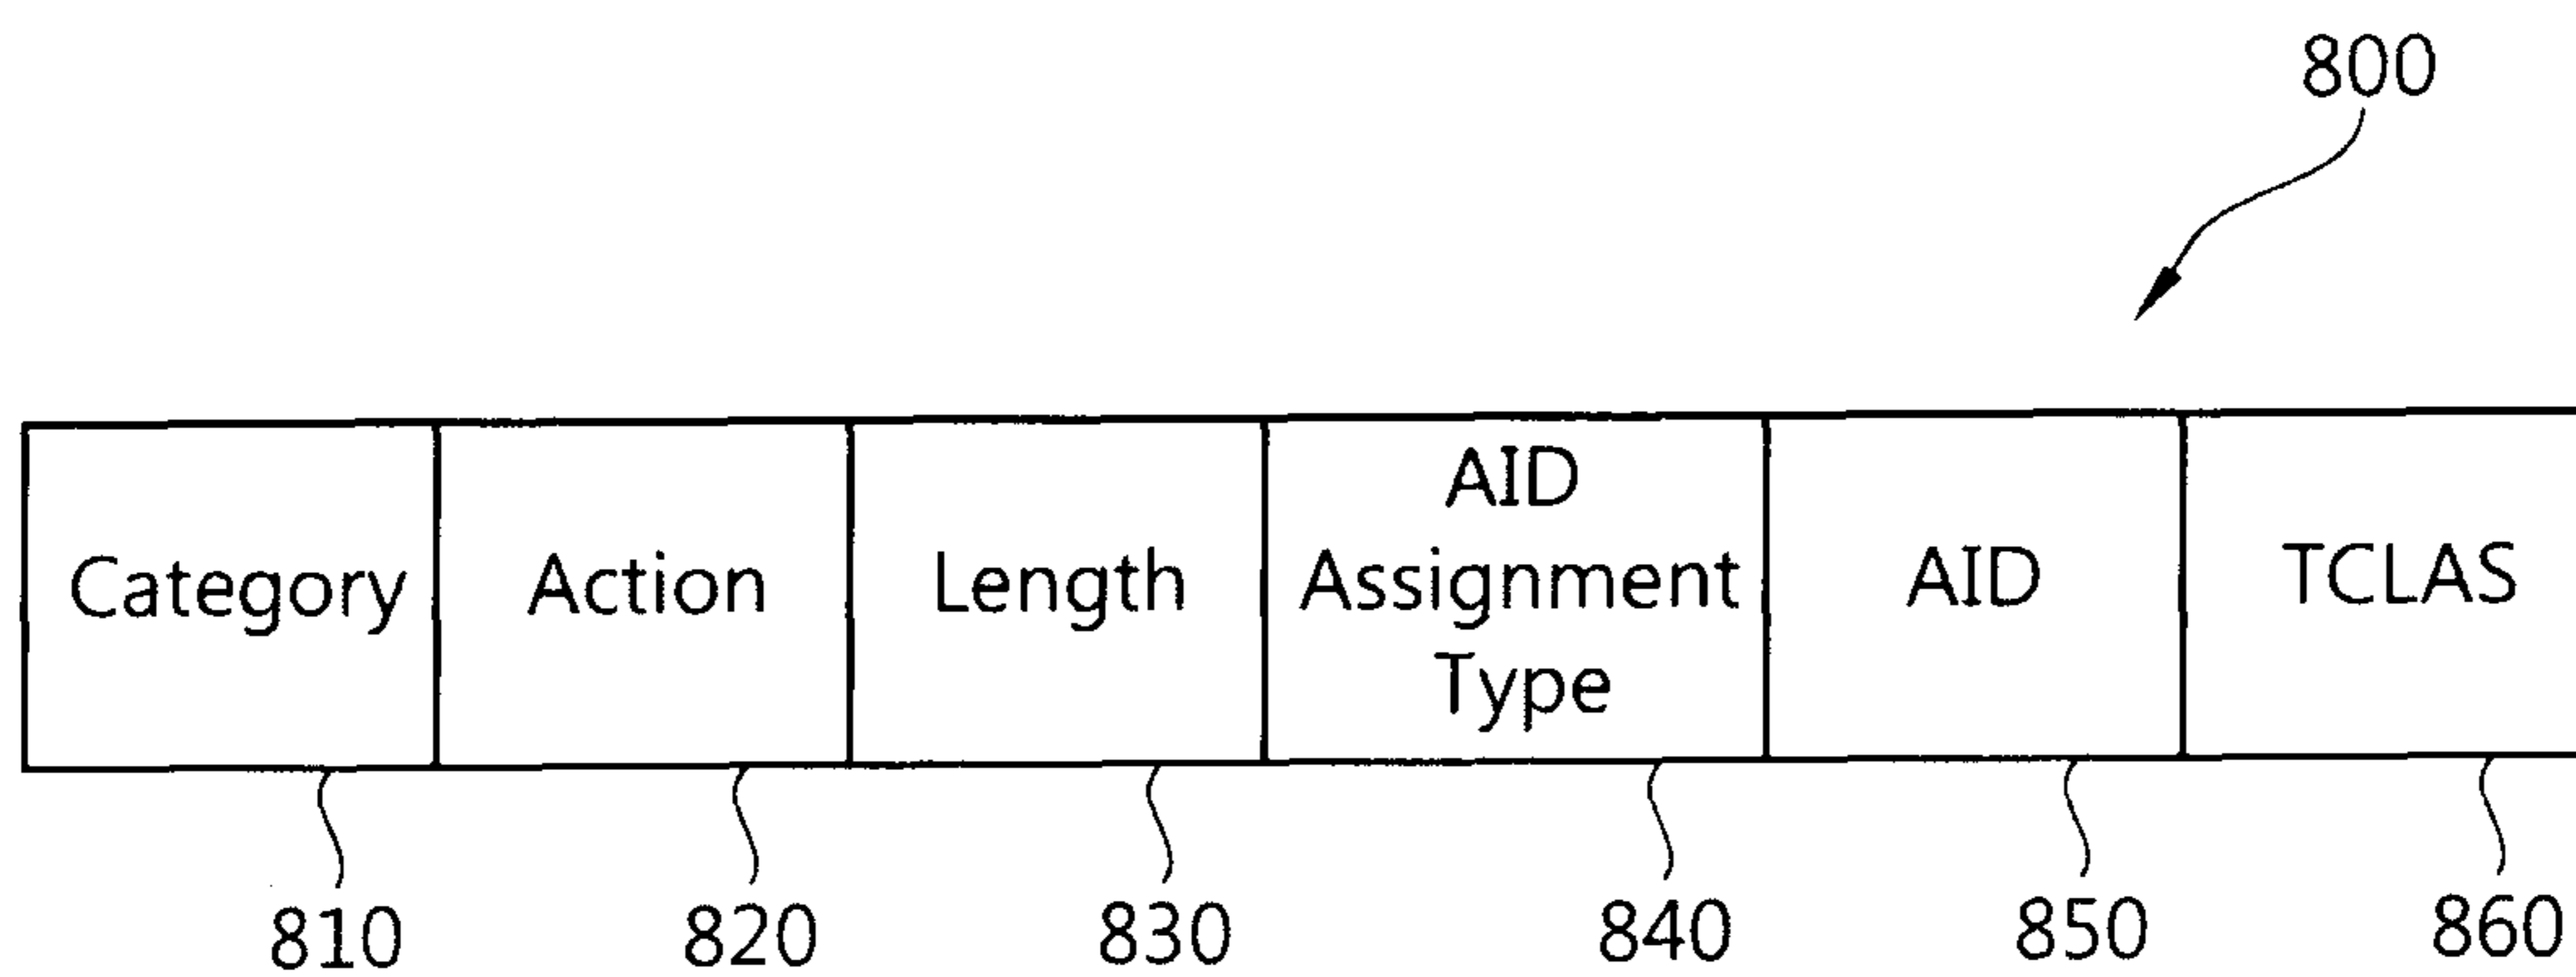 800
Category
Action
Length
AID
Assignment
Type
AID
TCLAS
810
820
830
840
850
860